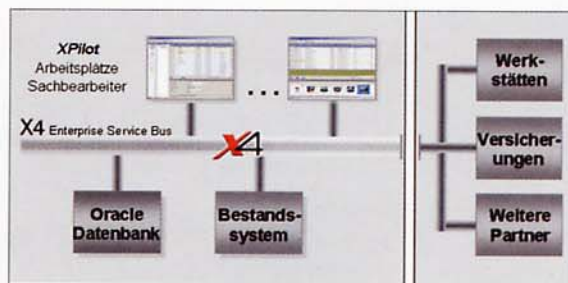 XPilot
Arbeitsplätze
Sachbearbeiter
...
X4 Enterprise Service Bus
X4
Oracle
Datenbank
Bestands-
system
Werk-
stätten
Versicher-
ungen
Weitere
Partner